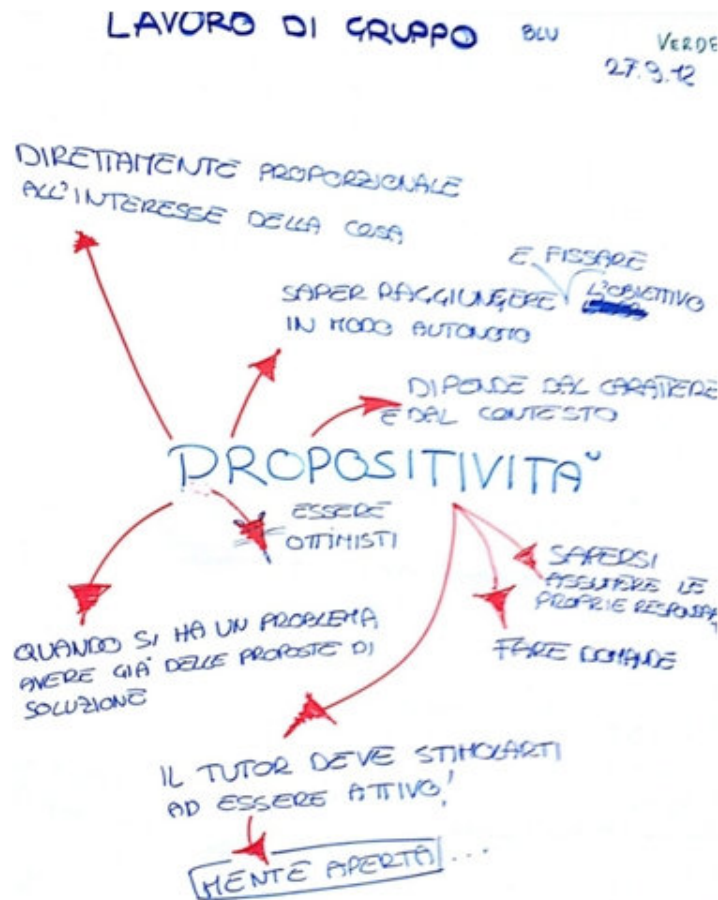 LAVORO DI GRUPPO BLU VERDE
27.9.12
DIRETTAMENTE PROPORZIONALE
ALL'INTERESSE DELLA COSA
E FISSARE
SAPER RAGGIUNGERE L'OBIETTIVO
IN MODO AUTONOMO
DIPENDE DAL CARATTERE
E DAL CONTESTO
PROPOSITIVITÀ
ESSERE
OTTIMISTI
SAPERSI
ASSUMERE LE
PROPRIE RESPONSA
FARE DOMANDE
QUANDO SI HA UN PROBLEMA
AVERE GIÀ DELLE PROPOSTE DI
SOLUZIONE
IL TUTOR DEVE STIMOLARTI
AD ESSERE ATTIVO!
MENTE APERTA ...